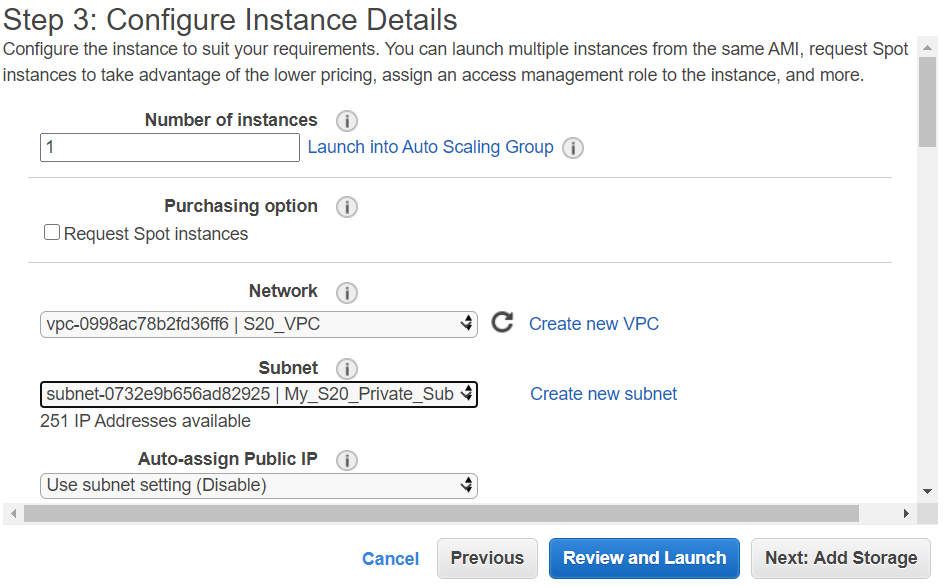 Step 3: Configure Instance Details
Configure the instance to suit your requirements. You can launch multiple instances from the same AMI, request Spot
instances to take advantage of the lower pricing, assign an access management role to the instance, and more.
Number of instances
1 Launch into Auto Scaling Group
Purchasing option
Request Spot instances
Network
vpc-0998ac78b2fd36ff6 | S20_VPC Create new VPC
Subnet
subnet-0732e9b656ad82925 | My_S20_Private_Sub Create new subnet
251 IP Addresses available
Auto-assign Public IP
Use subnet setting (Disable)
Cancel Previous Review and Launch Next: Add Storage